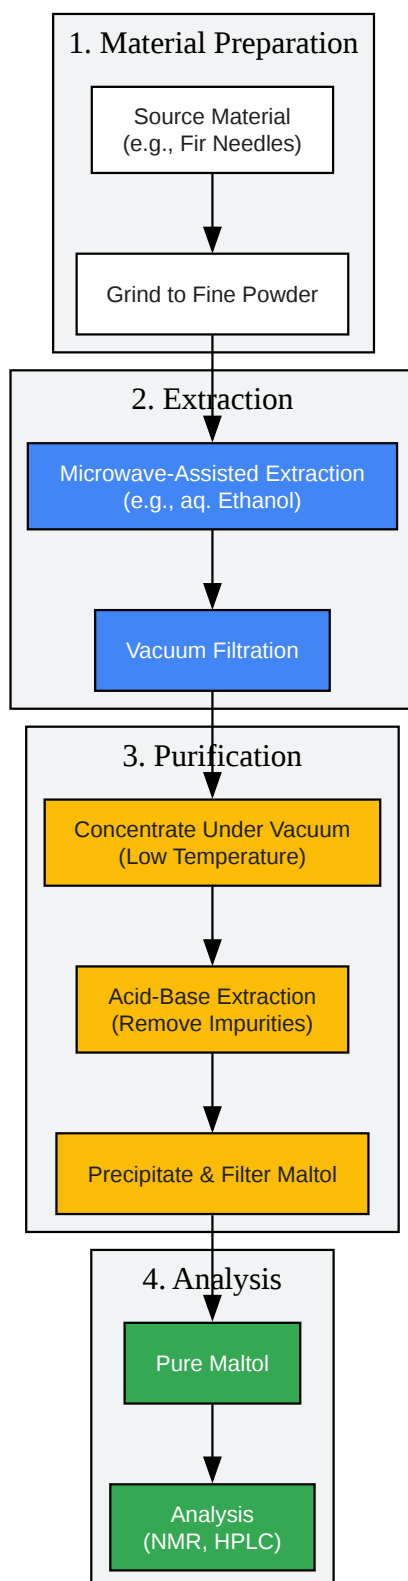 1. Material Preparation
Source Material
(e.g., Fir Needles)
Grind to Fine Powder
2. Extraction
Microwave-Assisted Extraction
(e.g., aq. Ethanol)
Vacuum Filtration
3. Purification
Concentrate Under Vacuum
(Low Temperature)
Acid-Base Extraction
(Remove Impurities)
Precipitate & Filter Maltol
4. Analysis
Pure Maltol
Analysis
(NMR, HPLC)